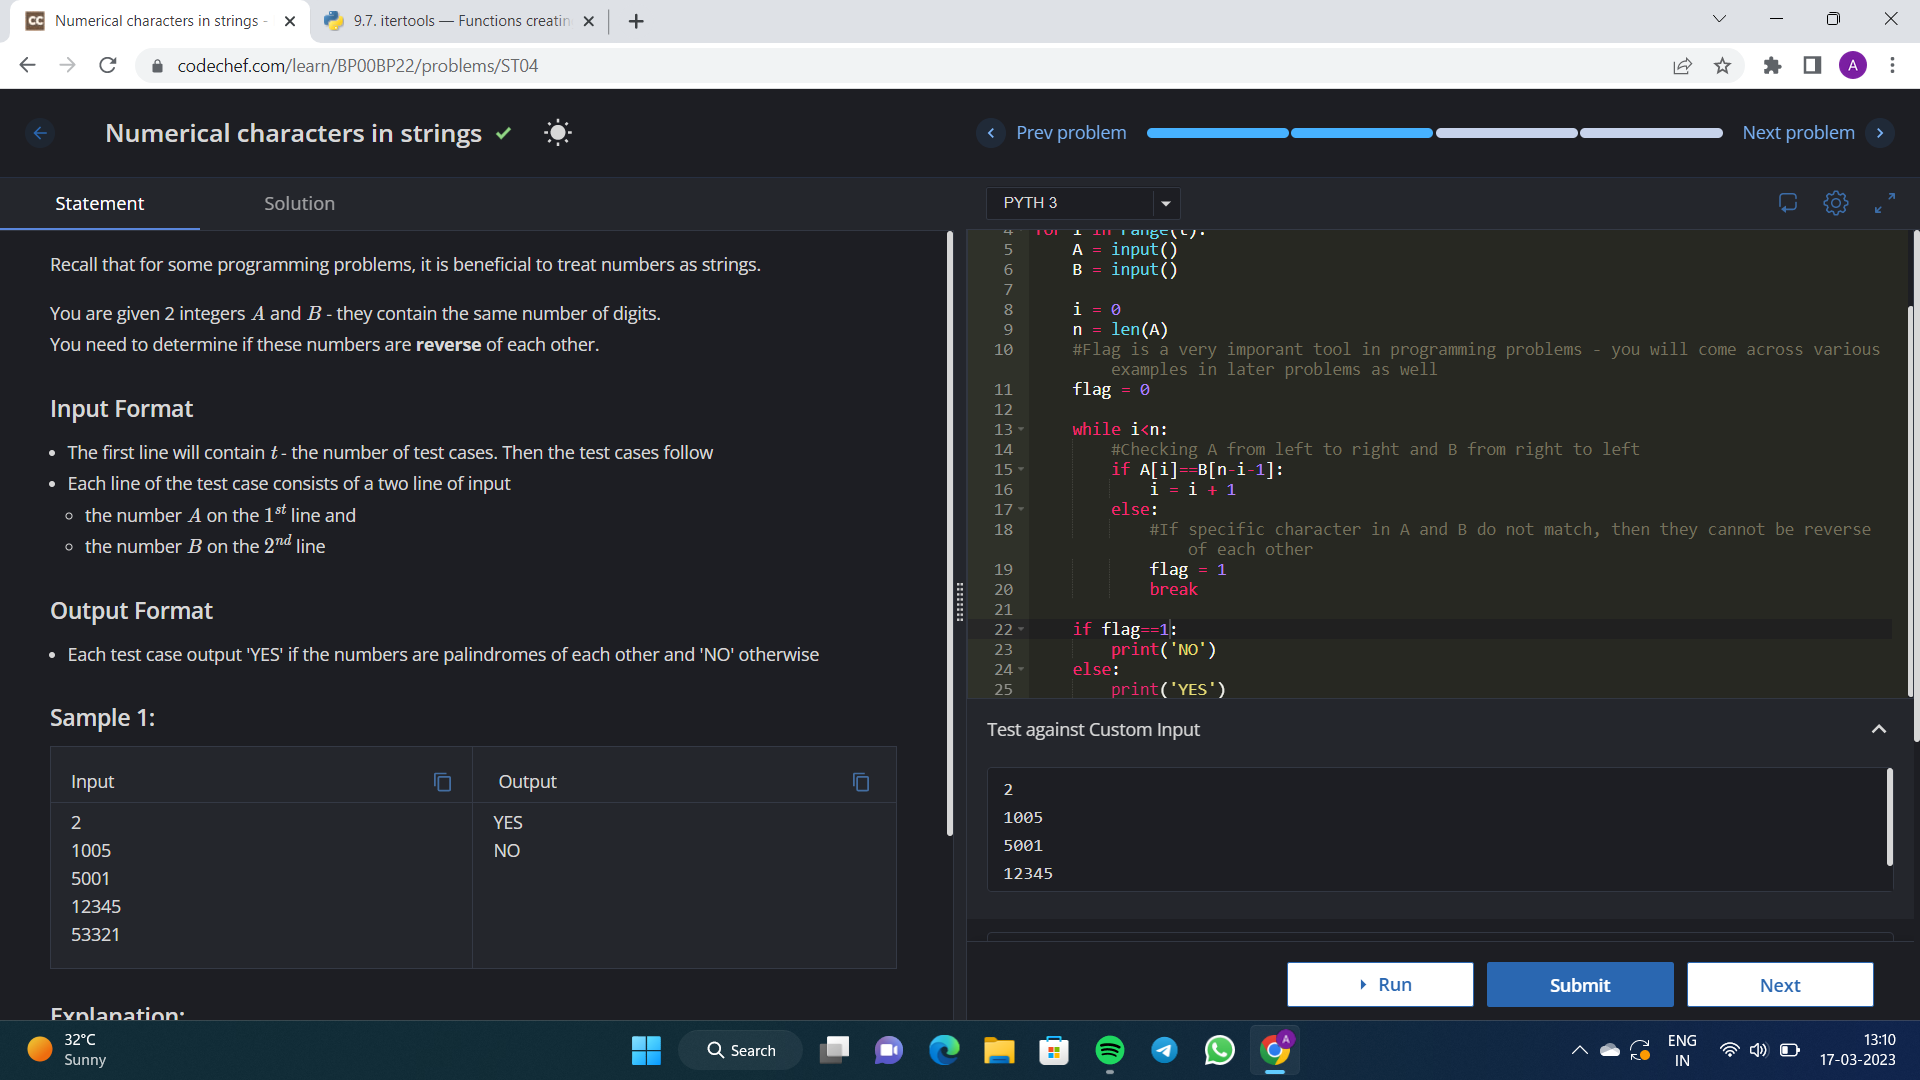 Numerical characters in strings -
9.7. itertools — Functions creatin
codechef.com/learn/BP00BP22/problems/ST04
A
Numerical characters in strings
Prev problem
Next problem
Statement
Solution
PYTH 3
Recall that for some programming problems, it is beneficial to treat numbers as strings.
You are given 2 integers A and B - they contain the same number of digits.
You need to determine if these numbers are reverse of each other.
Input Format
• The first line will contain t - the number of test cases. Then the test cases follow
• Each line of the test case consists of a two line of input
the number A on the 1st line and
the number B on the 2nd line
Output Format
• Each test case output 'YES' if the numbers are palindromes of each other and 'NO' otherwise
Sample 1:
Input
Output
2
1005
5001
12345
53321
YES
NO
Explanation:
4 for i in range(t):
5 A = input()
6 B = input()
7
8 i = 0
9 n = len(A)
10 #Flag is a very imporant tool in programming problems - you will come across various
examples in later problems as well
11 flag = 0
12
13 while i<n:
14 #Checking A from left to right and B from right to left
15 if A[i]==B[n-i-1]:
16 i = i + 1
17 else:
18 #If specific character in A and B do not match, then they cannot be reverse
of each other
19 flag = 1
20 break
21
22 if flag==1:
23 print('NO')
24 else:
25 print('YES')
Test against Custom Input
2
1005
5001
12345
Run
Submit
Next
32°C
Sunny
Search
A
ENG
IN
13:10
17-03-2023